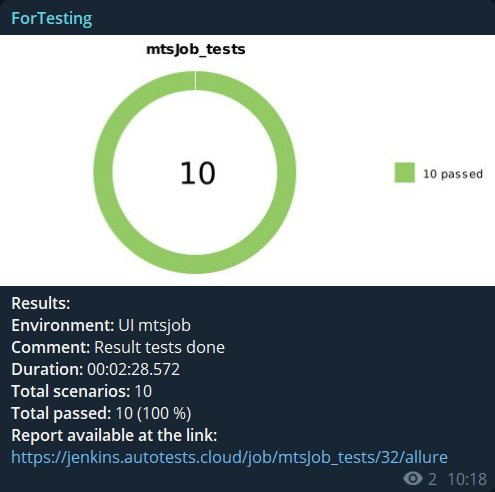 ForTesting
mtsJob_tests
10
10 passed
Results:
Environment: UI mtsjob
Comment: Result tests done
Duration: 00:02:28.572
Total scenarios: 10
Total passed: 10 (100 %)
Report available at the link:
https://jenkins.autotests.cloud/job/mtsJob_tests/32/allure
2 10:18